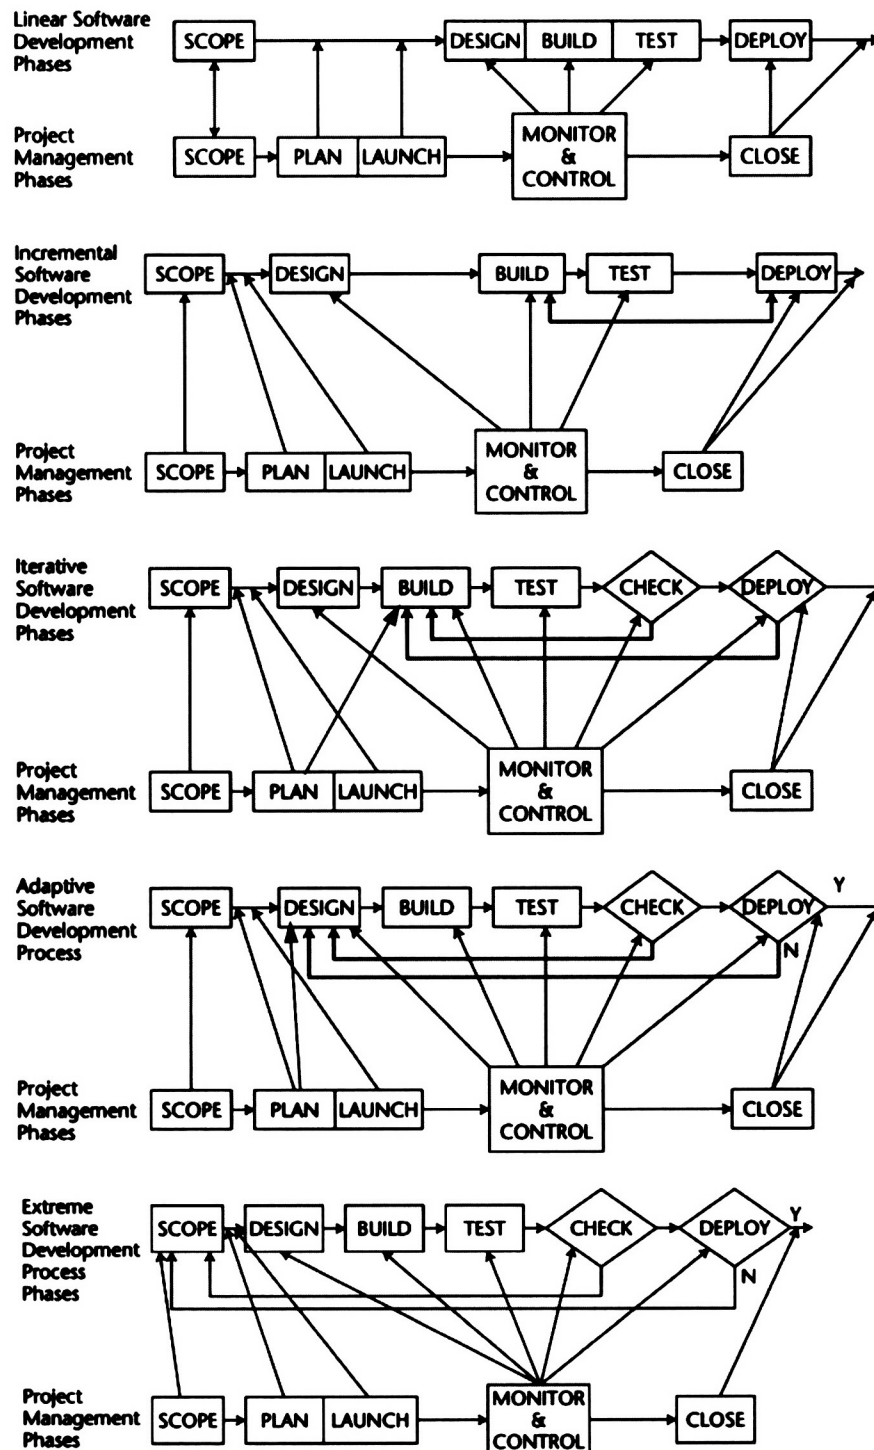 Linear Software
Development
Phases
SCOPE
DESIGN
BUILD
TEST
DEPLOY
Project
Management
Phases
SCOPE
PLAN
LAUNCH
MONITOR
&
CONTROL
CLOSE
Incremental
Software
Development
Phases
SCOPE
DESIGN
BUILD
TEST
DEPLOY
Project
Management
Phases
SCOPE
PLAN
LAUNCH
MONITOR
&
CONTROL
CLOSE
Iterative
Software
Development
Phases
SCOPE
DESIGN
BUILD
TEST
CHECK
DEPLOY
Project
Management
Phases
SCOPE
PLAN
LAUNCH
MONITOR
&
CONTROL
CLOSE
Adaptive
Software
Development
Process
SCOPE
DESIGN
BUILD
TEST
CHECK
DEPLOY
Y
N
Project
Management
Phases
SCOPE
PLAN
LAUNCH
MONITOR
&
CONTROL
CLOSE
Extreme
Software
Development
Process
Phases
SCOPE
DESIGN
BUILD
TEST
CHECK
DEPLOY
Y
N
Project
Management
Phases
SCOPE
PLAN
LAUNCH
MONITOR
&
CONTROL
CLOSE